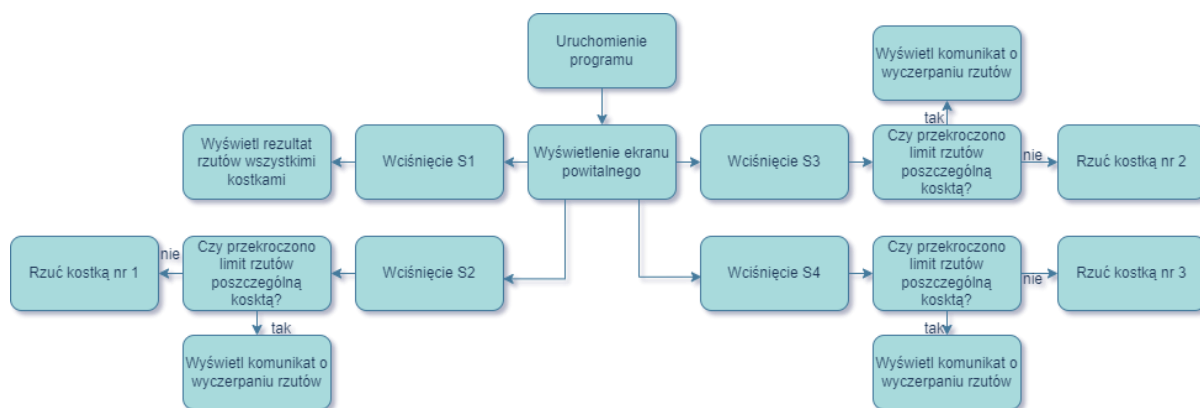 Uruchomienie
programu
Wyświetl komunikat o
wyczerpaniu rzutów
tak
Wyświetl rezultat
rzutów wszystkimi
kostkami
Wciśnięcie S1
Wyświetlenie ekranu
powitalnego
Wciśnięcie S3
Czy przekroczono
limit rzutów
poszczególną
kosktą?
nie
Rzuć kostką nr 2
Rzuć kostką nr 1
nie
Czy przekroczono
limit rzutów
poszczególną
kosktą?
Wciśnięcie S2
Wciśnięcie S4
Czy przekroczono
limit rzutów
poszczególną
kosktą?
nie
Rzuć kostką nr 3
tak
tak
Wyświetl komunikat o
wyczerpaniu rzutów
Wyświetl komunikat o
wyczerpaniu rzutów